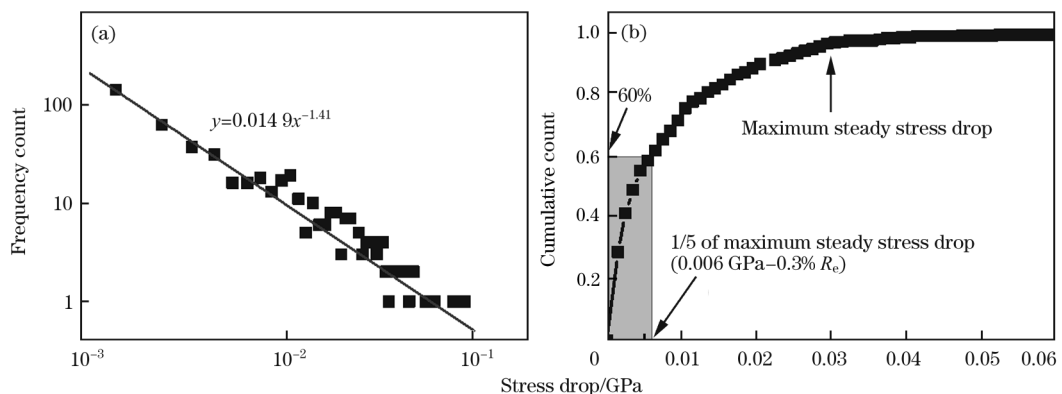 (a)
y=0.014 9x^−1.41
Frequency count
100
10
1
10^−3
10^−2
10^−1
(b)
1.0
0.8
0.6
0.4
0.2
60%
Maximum steady stress drop
1/5 of maximum steady stress drop
(0.006 GPa−0.3% Re)
Cumulative count
0
0.01
0.02
0.03
0.04
0.05
0.06
Stress drop/GPa